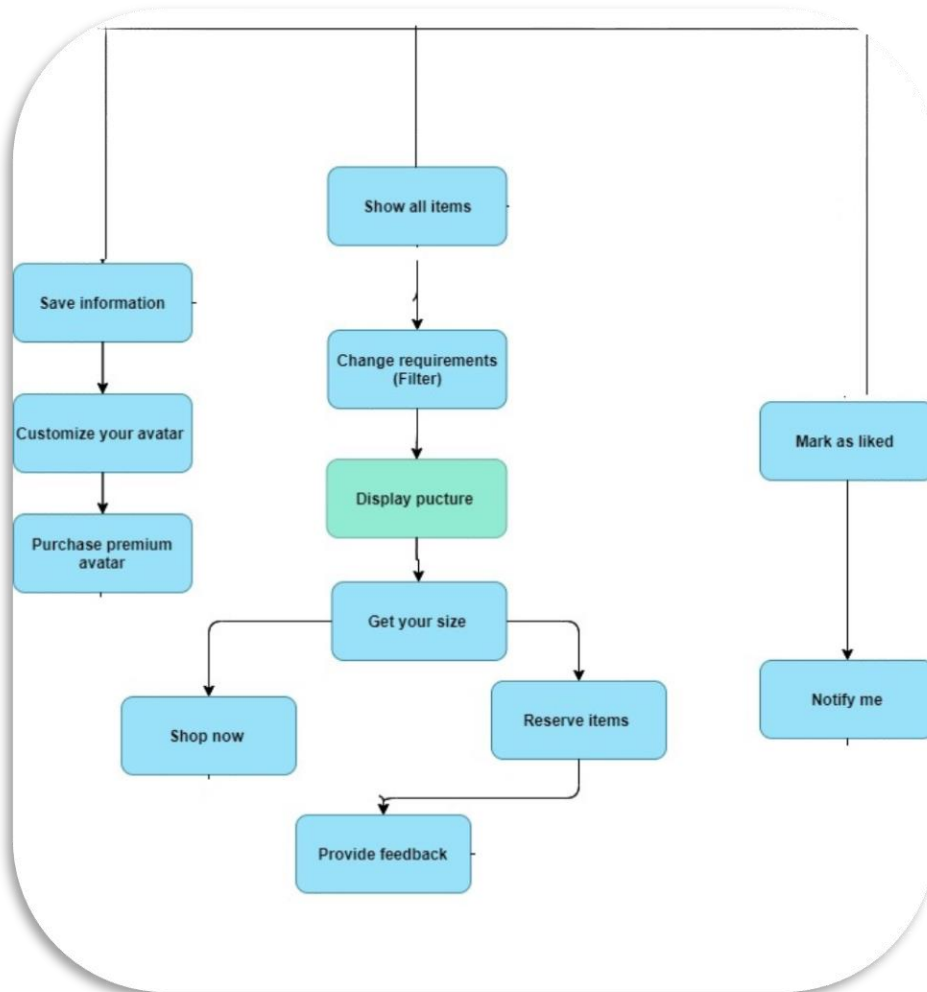 Show all items
Save information
Change requirements
(Filter)
Customize your avatar
Mark as liked
Display pucture
Purchase premium
avatar
Get your size
Shop now
Reserve items
Notify me
Provide feedback